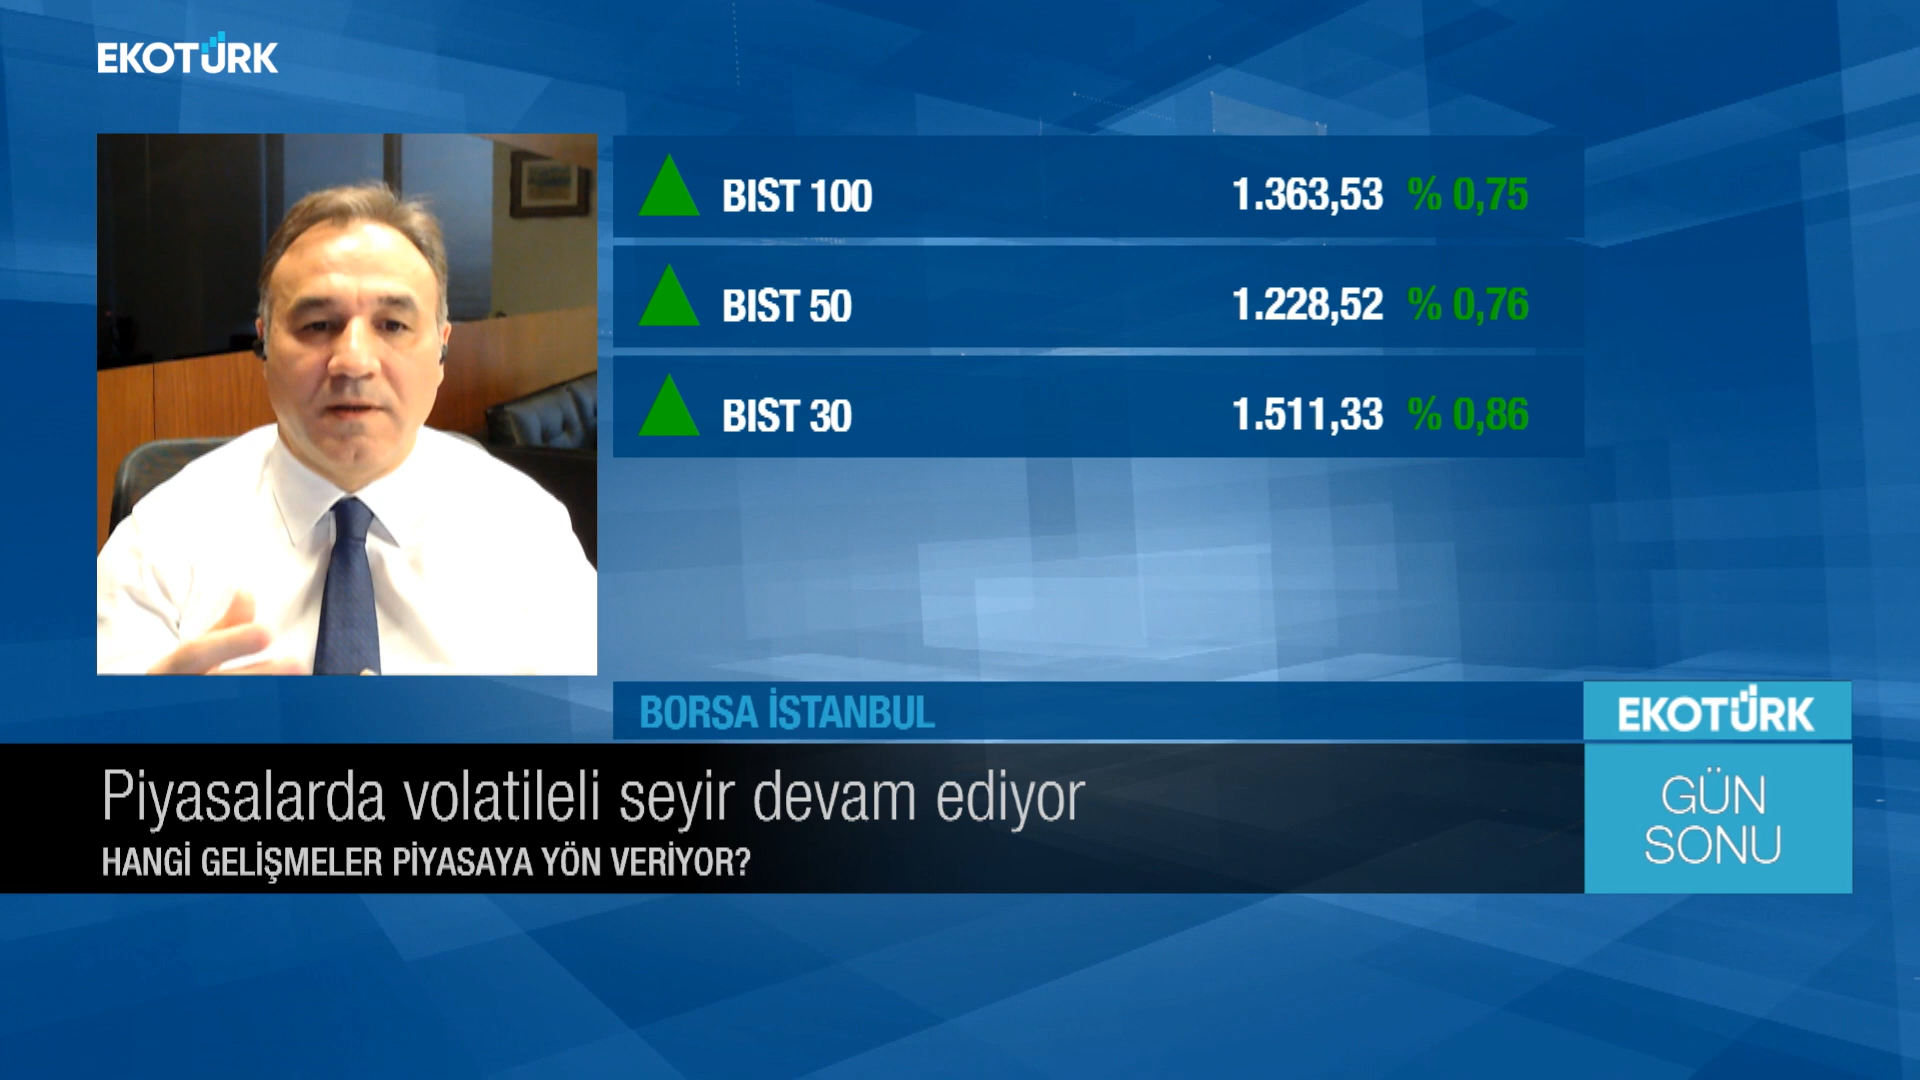 EKOTÜRK
BIST 100 1.363,53 % 0,75
BIST 50 1.228,52 % 0,76
BIST 30 1.511,33 % 0,86
BORSA İSTANBUL
EKOTÜRK
Piyasalarda volatileli seyir devam ediyor
HANGİ GELİŞMELER PİYASAYA YÖN VERİYOR?
GÜN
SONU